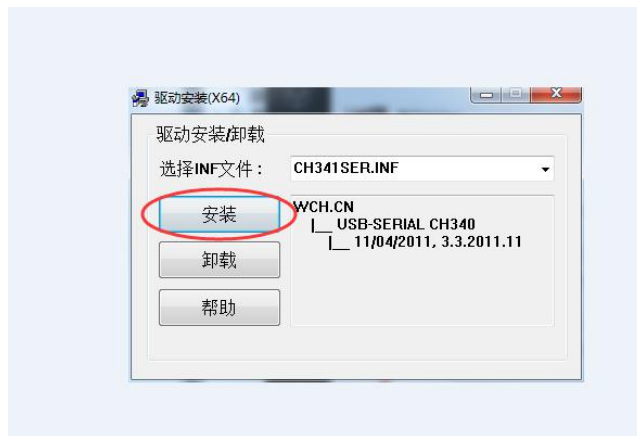 驱动安装(X64)
驱动安装/卸载
选择INF文件： CH341SER.INF
安装
卸载
帮助
WCH.CN
|__ USB-SERIAL CH340
|__ 11/04/2011, 3.3.2011.11